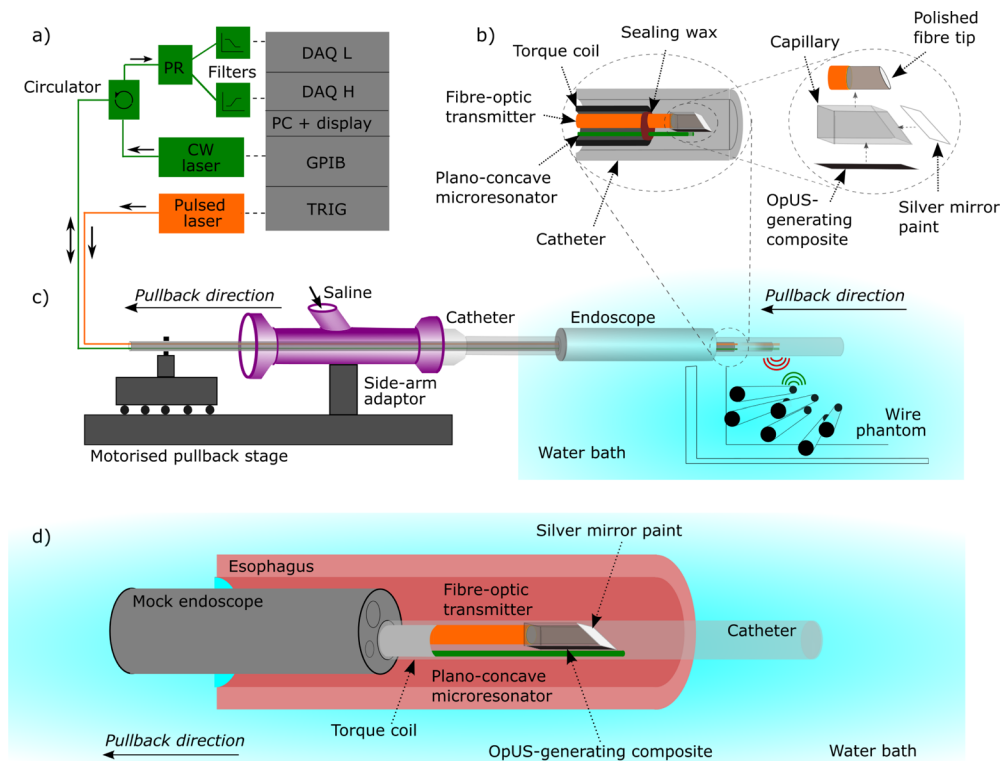 a)
Circulator
PR
Filters
DAQ L
DAQ H
PC + display
GPIB
TRIG
CW
laser
Pulsed
laser
b)
Torque coil
Sealing wax
Fibre-optic
transmitter
Plano-concave
microresonator
Catheter
Capillary
Polished
fibre tip
OpUS-
generating
composite
Silver mirror
paint
c)
Pullback direction
Saline
Catheter
Endoscope
Pullback direction
Side-arm
adaptor
Motorised pullback stage
Wire
phantom
Water bath
d)
Silver mirror paint
Esophagus
Mock endoscope
Fibre-optic
transmitter
Catheter
Plano-concave
microresonator
Torque coil
OpUS-generating composite
Pullback direction
Water bath